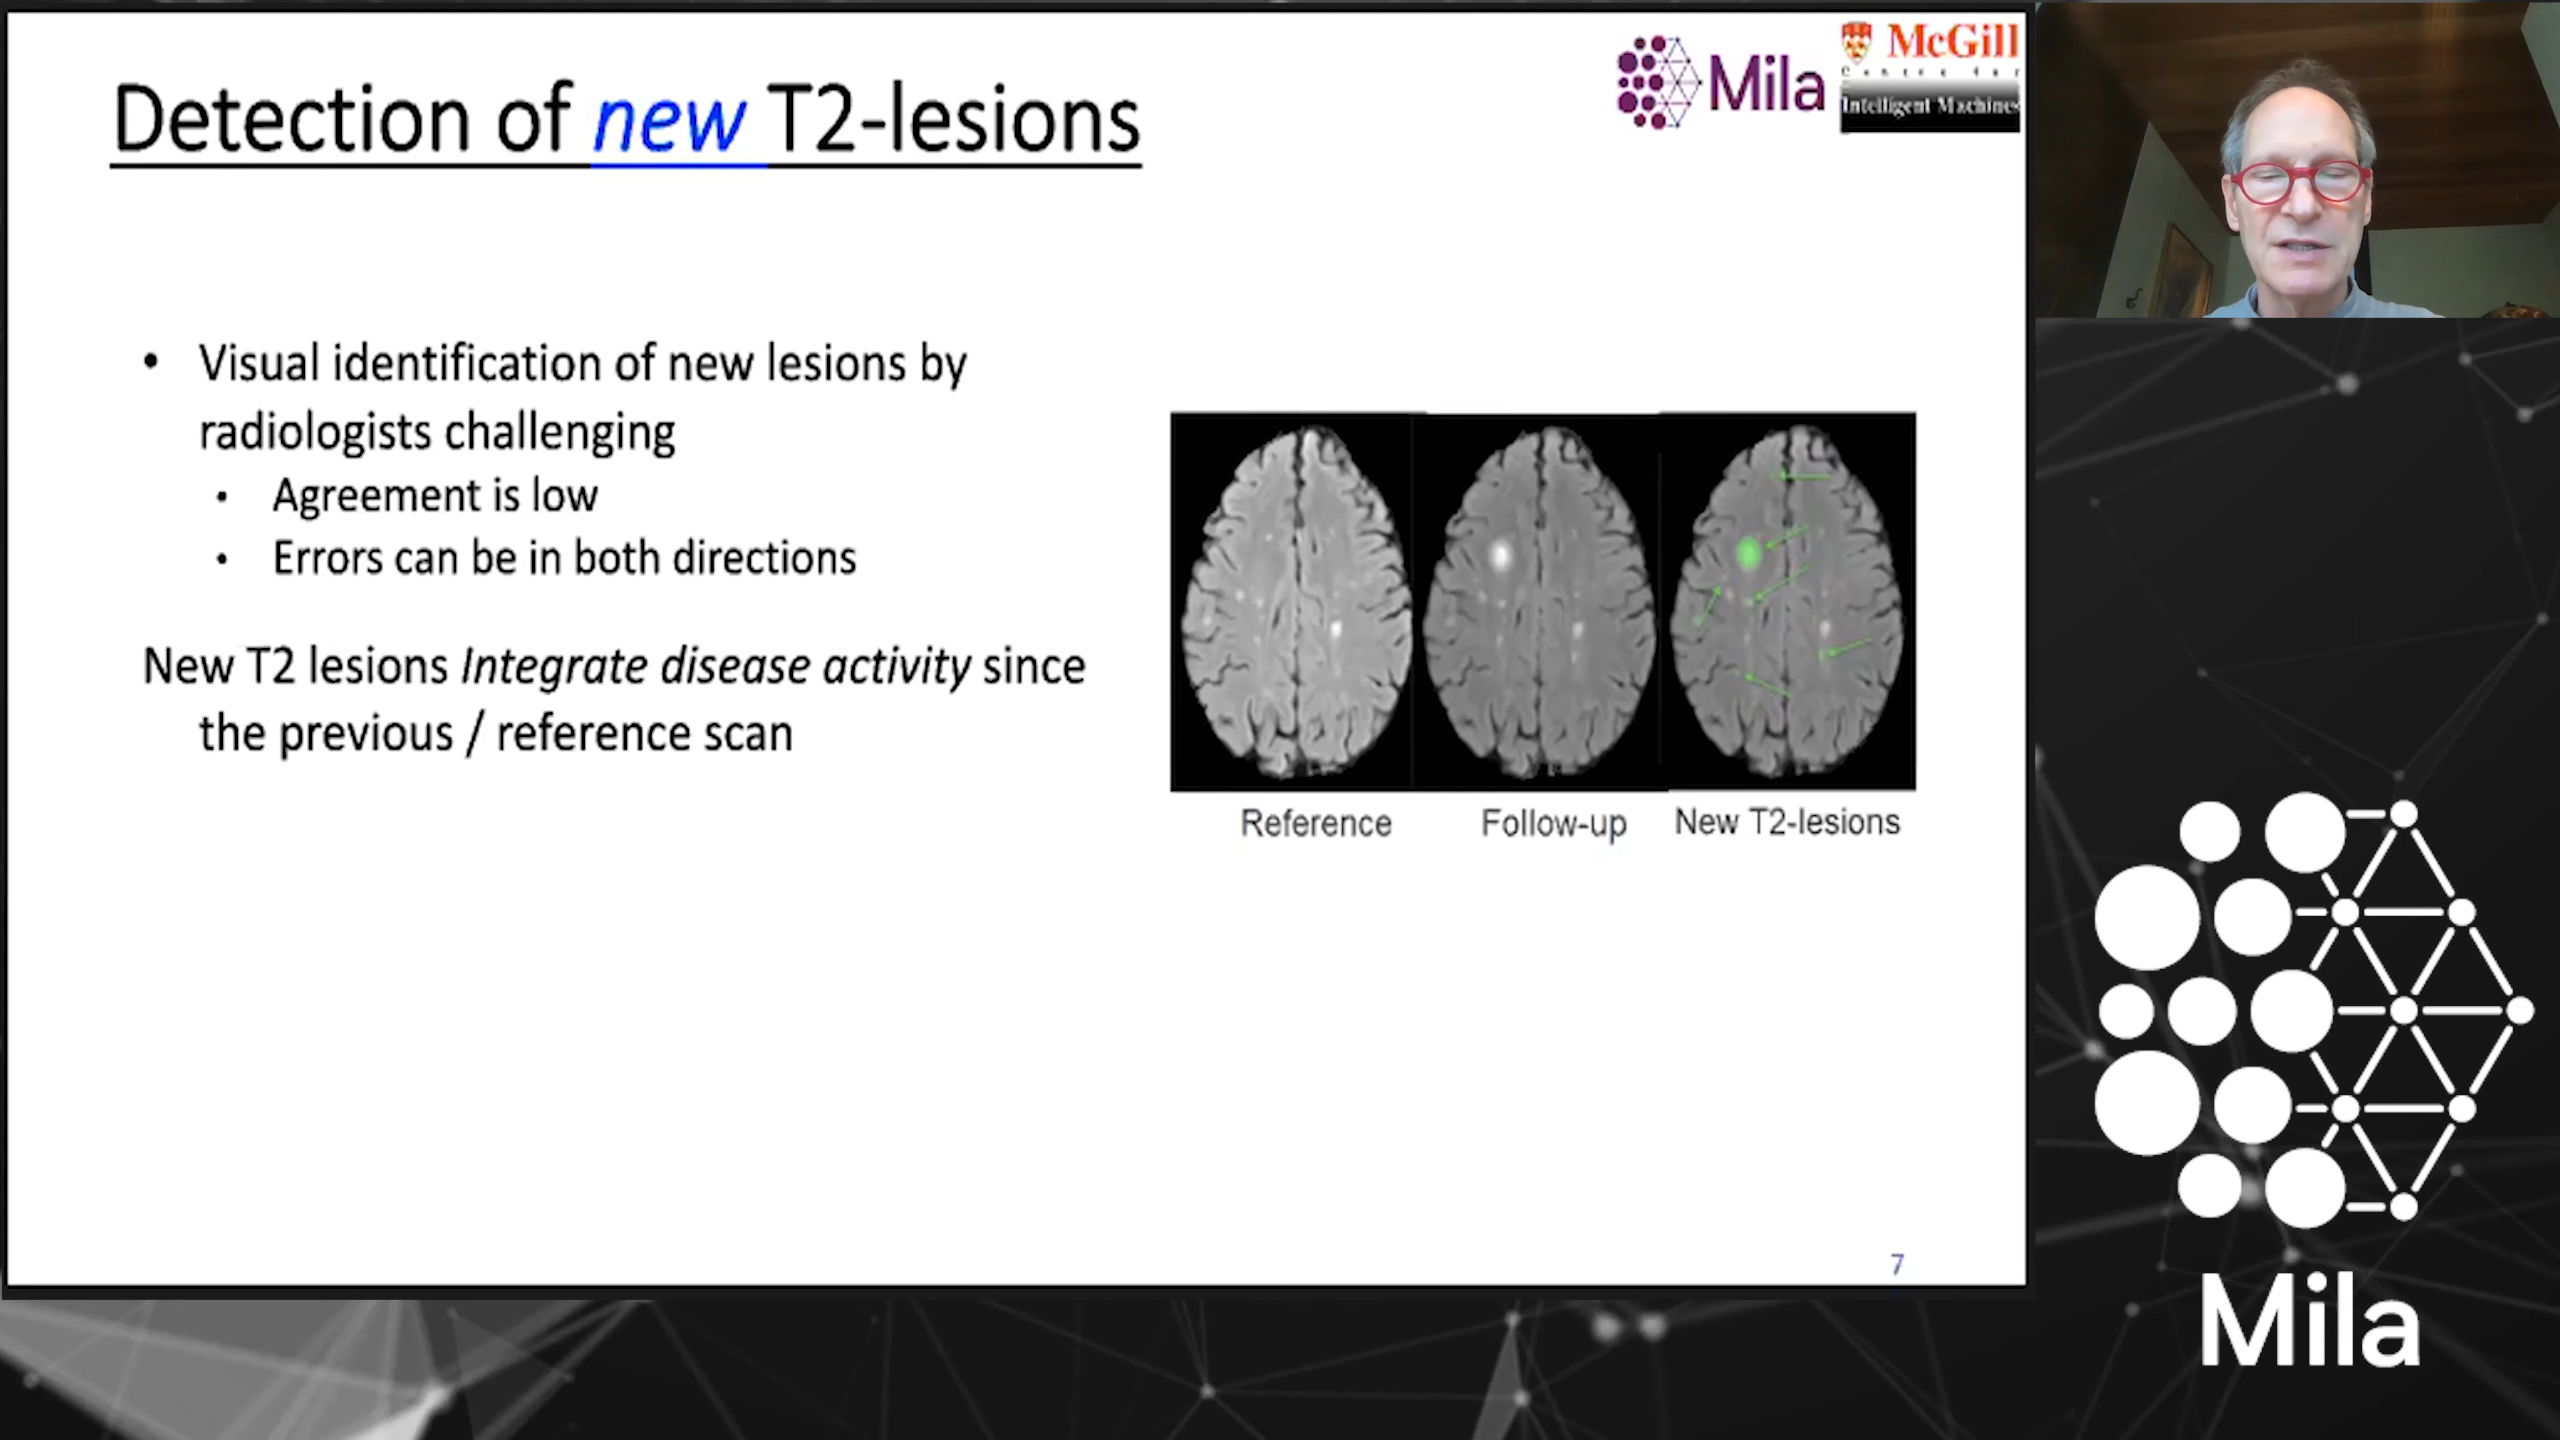 Detection of new T2-lesions
Mila
McGill
Centre for
Intelligent Machines
• Visual identification of new lesions by
radiologists challenging
• Agreement is low
• Errors can be in both directions
New T2 lesions Integrate disease activity since
the previous / reference scan
Reference
Follow-up
New T2-lesions
7
Mila